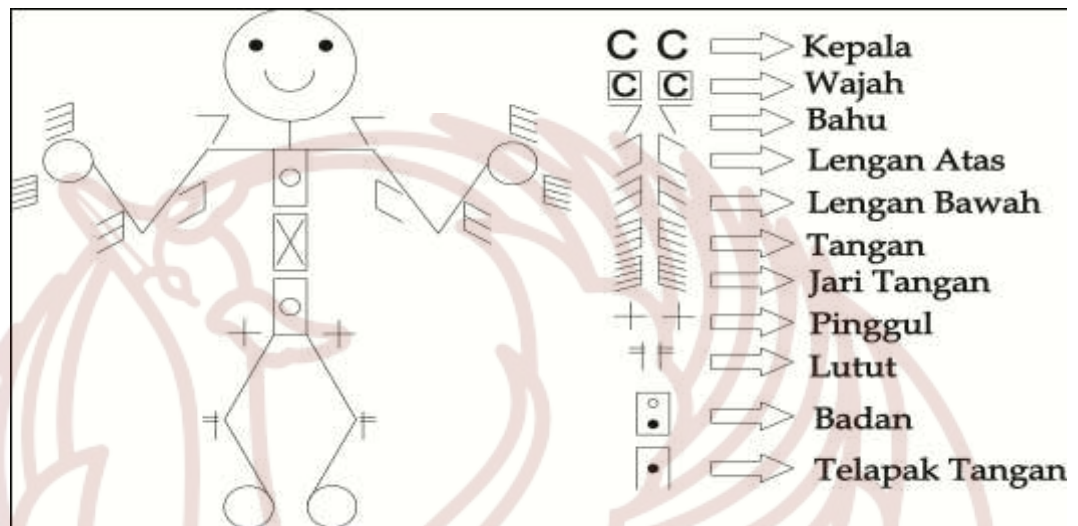 C C Kepala
C C Wajah
Bahu
Lengan Atas
Lengan Bawah
Tangan
Jari Tangan
Pinggul
Lutut
Badan
Telapak Tangan